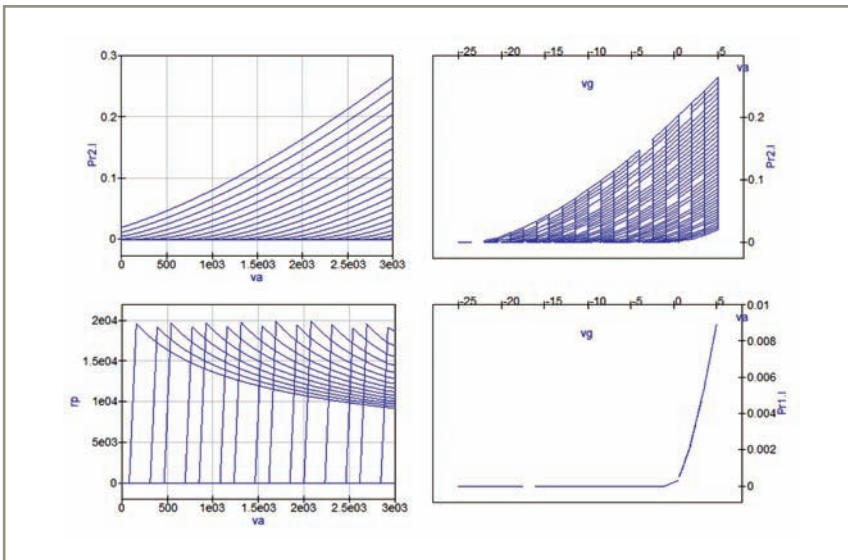 0.3
0.2
0.1
0
Pr2.I
0 500 1e03 1.5e03 2e03 2.5e03 3e03
va
-25 -20 -15 -10 -5 0 5
va
vg
0.2
0.1
0
Pr2.I
2e04
1.5e04
1e04
5e03
0
rp
0 500 1e03 1.5e03 2e03 2.5e03 3e03
va
-25 -20 -15 -10 -5 0 5
0.01
va
vg
0.008
0.006
0.004
0.002
0
Pr1.I